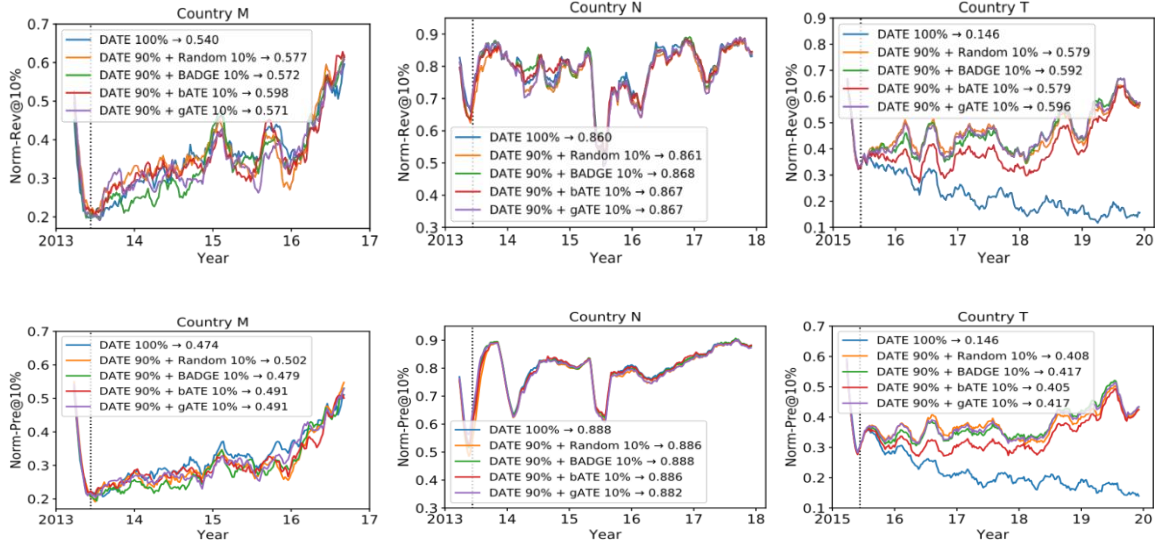 Country M
Norm-Rev@10%
0.7
0.6
0.5
0.4
0.3
0.2
DATE 100% → 0.540
DATE 90% + Random 10% → 0.577
DATE 90% + BADGE 10% → 0.572
DATE 90% + bATE 10% → 0.598
DATE 90% + gATE 10% → 0.571
2013 14 15 16 17
Year
Country N
Norm-Rev@10%
0.9
0.8
0.7
0.6
0.5
0.4
0.3
DATE 100% → 0.860
DATE 90% + Random 10% → 0.861
DATE 90% + BADGE 10% → 0.868
DATE 90% + bATE 10% → 0.867
DATE 90% + gATE 10% → 0.867
2013 14 15 16 17 18
Year
Country T
Norm-Rev@10%
0.9
0.8
0.7
0.6
0.5
0.4
0.3
0.2
0.1
DATE 100% → 0.146
DATE 90% + Random 10% → 0.579
DATE 90% + BADGE 10% → 0.592
DATE 90% + bATE 10% → 0.579
DATE 90% + gATE 10% → 0.596
2015 16 17 18 19 20
Year
Country M
Norm-Pre@10%
0.7
0.6
0.5
0.4
0.3
0.2
DATE 100% → 0.474
DATE 90% + Random 10% → 0.502
DATE 90% + BADGE 10% → 0.479
DATE 90% + bATE 10% → 0.491
DATE 90% + gATE 10% → 0.491
2013 14 15 16 17
Year
Country N
Norm-Pre@10%
0.9
0.8
0.7
0.6
0.5
0.4
0.3
DATE 100% → 0.888
DATE 90% + Random 10% → 0.886
DATE 90% + BADGE 10% → 0.888
DATE 90% + bATE 10% → 0.886
DATE 90% + gATE 10% → 0.882
2013 14 15 16 17 18
Year
Country T
Norm-Pre@10%
0.7
0.6
0.5
0.4
0.3
0.2
0.1
DATE 100% → 0.146
DATE 90% + Random 10% → 0.408
DATE 90% + BADGE 10% → 0.417
DATE 90% + bATE 10% → 0.405
DATE 90% + gATE 10% → 0.417
2015 16 17 18 19 20
Year